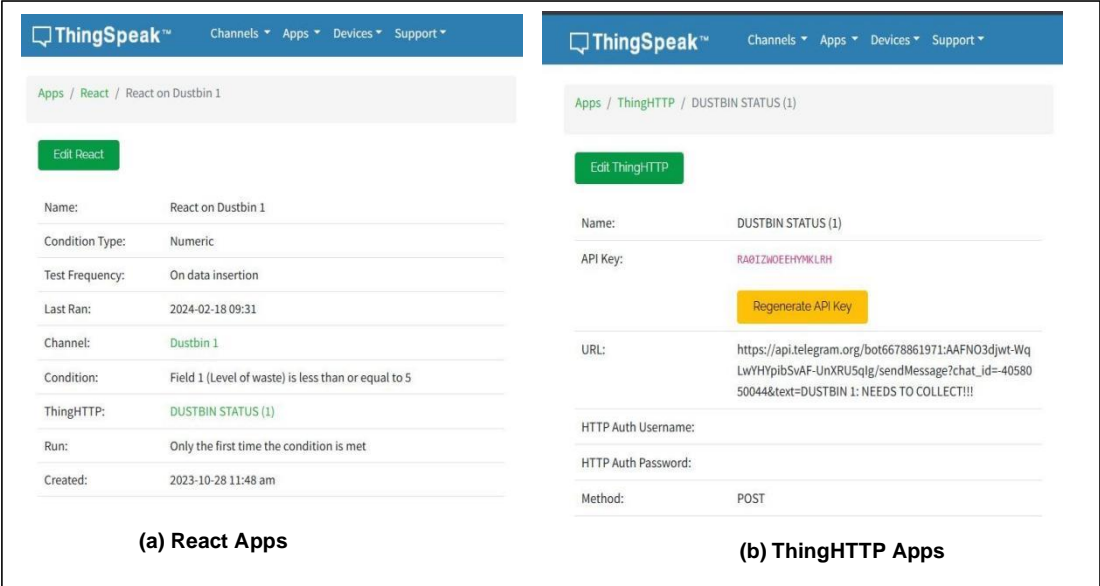 ThingSpeak™ Channels Apps Devices Support
Apps / React / React on Dustbin 1
Edit React
Name: React on Dustbin 1
Condition Type: Numeric
Test Frequency: On data insertion
Last Ran: 2024-02-18 09:31
Channel: Dustbin 1
Condition: Field 1 (Level of waste) is less than or equal to 5
ThingHTTP: DUSTBIN STATUS (1)
Run: Only the first time the condition is met
Created: 2023-10-28 11:48 am
(a) React Apps
ThingSpeak™ Channels Apps Devices Support
Apps / ThingHTTP / DUSTBIN STATUS (1)
Edit ThingHTTP
Name: DUSTBIN STATUS (1)
API Key: RA0IZWOEEHYMKLRH
Regenerate API Key
URL: https://api.telegram.org/bot6678861971:AAFNO3djwt-Wq
LwYHYpibSvAF-UnXRU5qIg/sendMessage?chat_id=-40580
50044&text=DUSTBIN 1: NEEDS TO COLLECT!!!
HTTP Auth Username:
HTTP Auth Password:
Method: POST
(b) ThingHTTP Apps